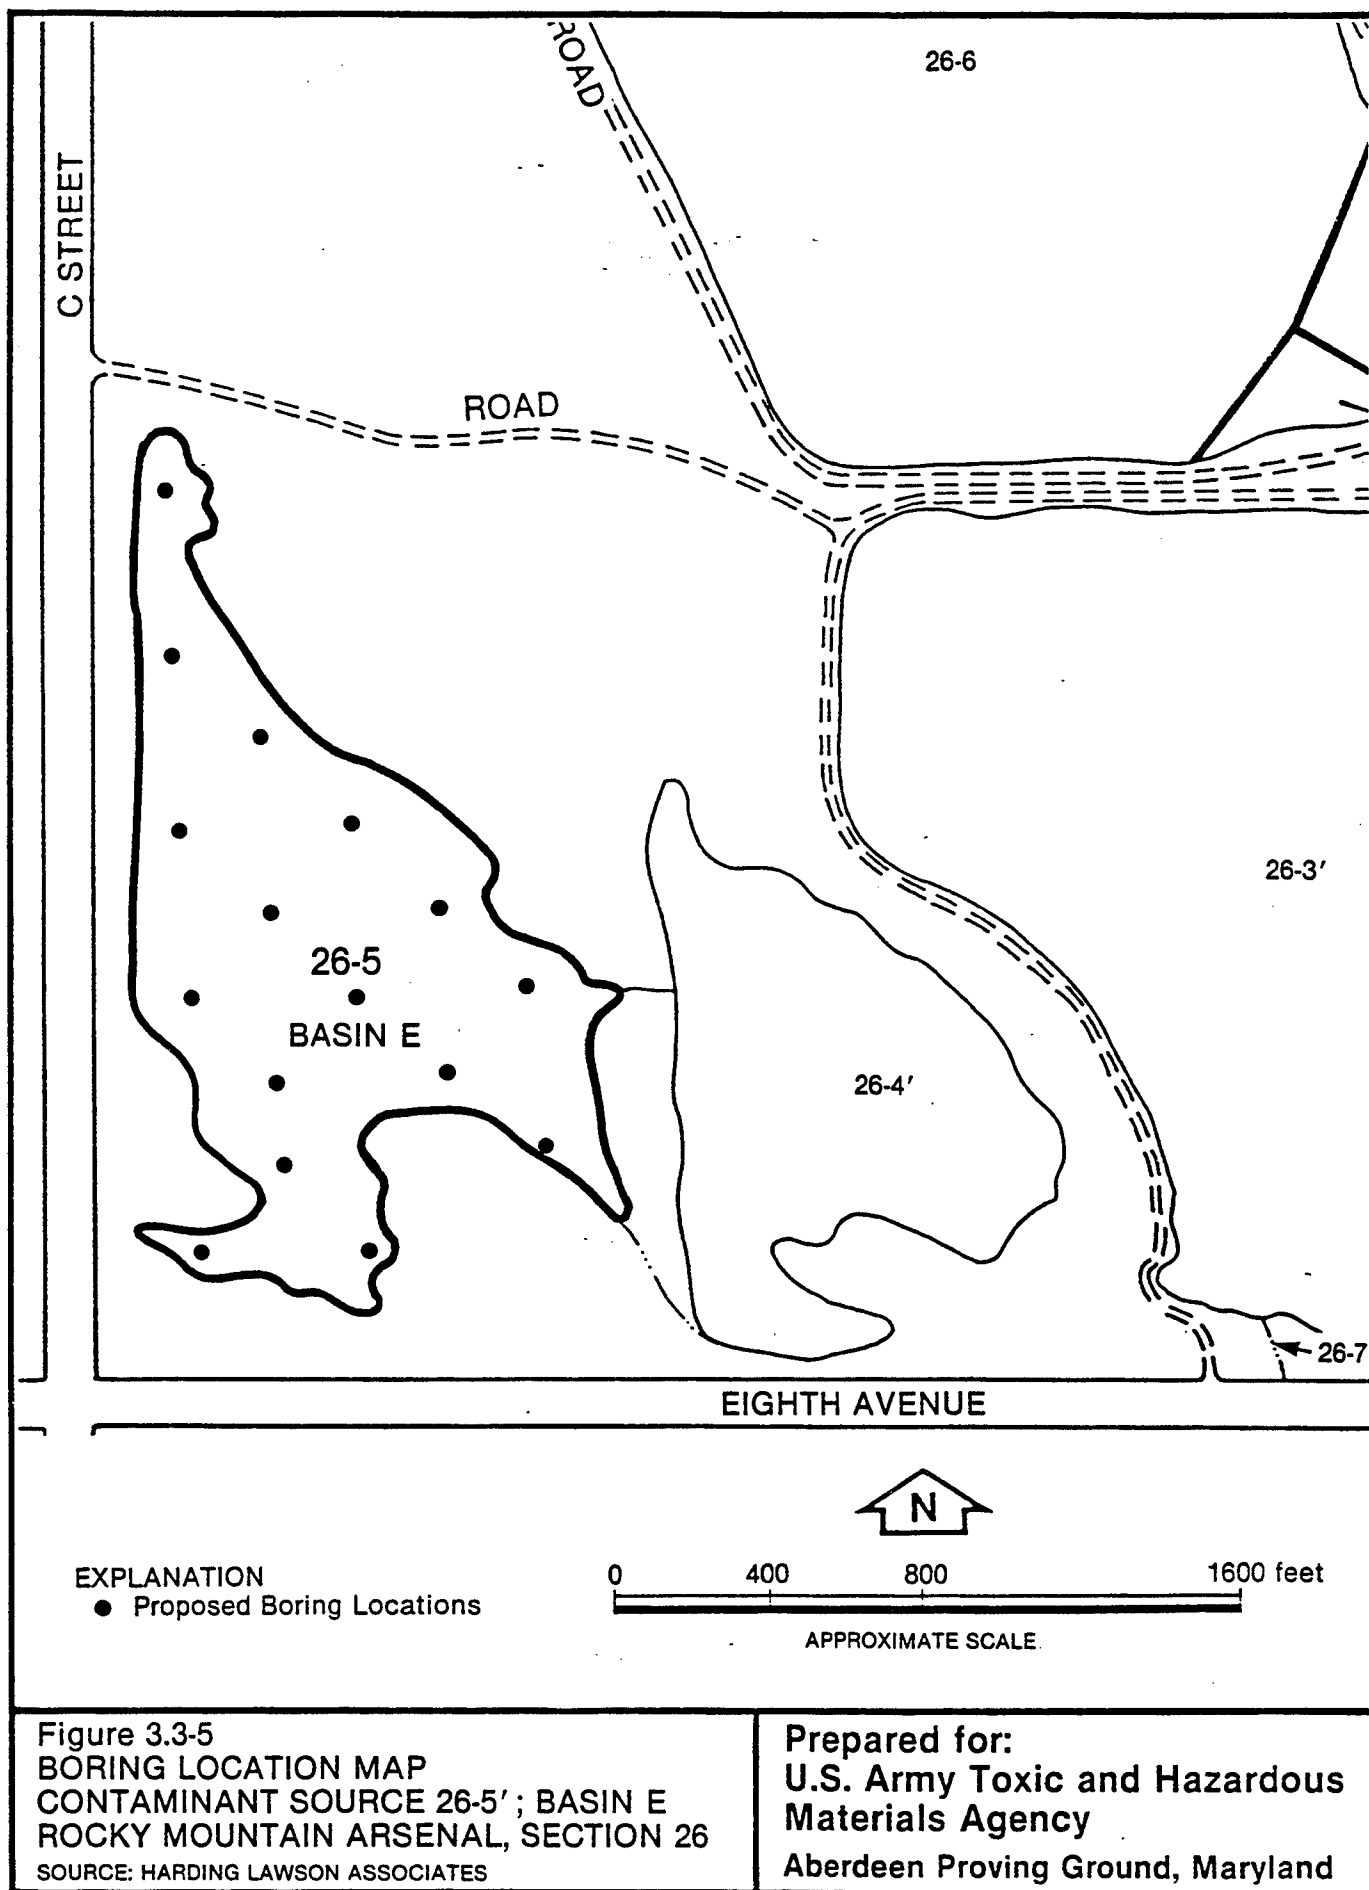 ROAD
26-6
C STREET
ROAD
26-3'
26-5
BASIN E
26-4'
26-7
EIGHTH AVENUE
N
EXPLANATION
● Proposed Boring Locations
0 400 800 1600 feet
APPROXIMATE SCALE
Figure 3.3-5
BORING LOCATION MAP
CONTAMINANT SOURCE 26-5'; BASIN E
ROCKY MOUNTAIN ARSENAL, SECTION 26
SOURCE: HARDING LAWSON ASSOCIATES
Prepared for:
U.S. Army Toxic and Hazardous
Materials Agency
Aberdeen Proving Ground, Maryland